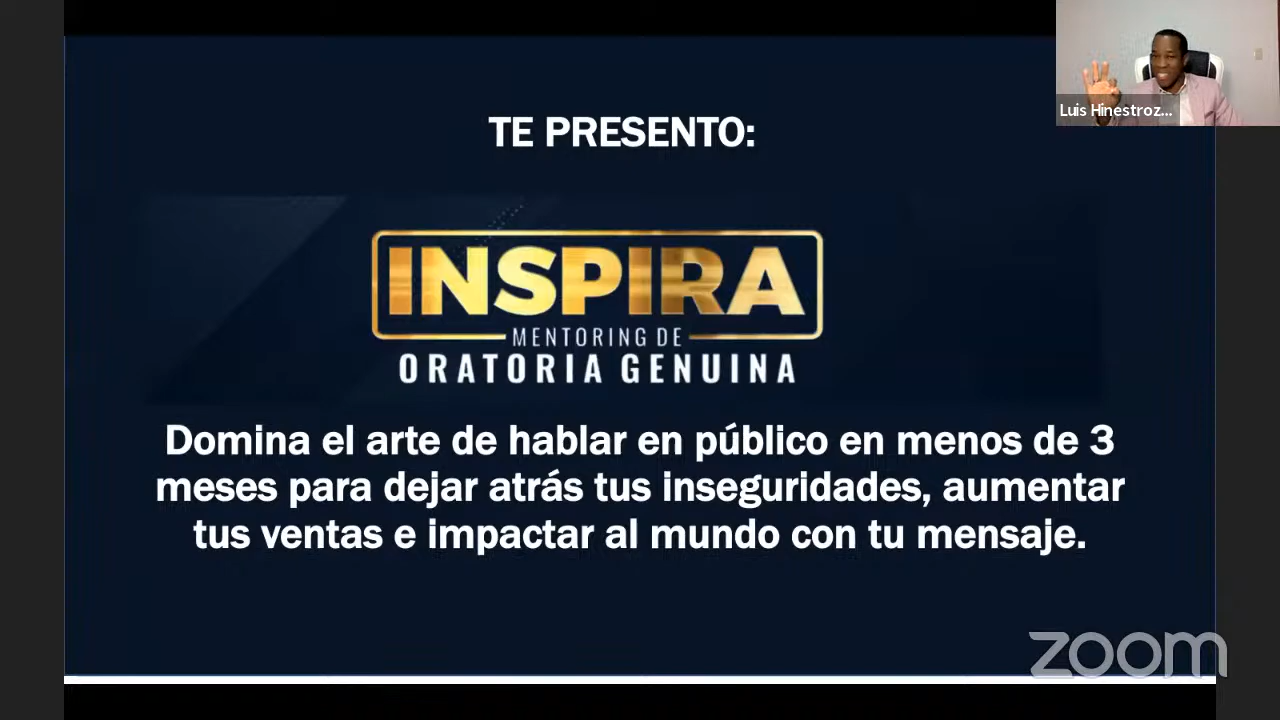 TE PRESENTO:
INSPIRA
MENTORING DE
ORATORIA GENUINA
Domina el arte de hablar en público en menos de 3
meses para dejar atrás tus inseguridades, aumentar
tus ventas e impactar al mundo con tu mensaje.
Luis Hinestroz...
zoom